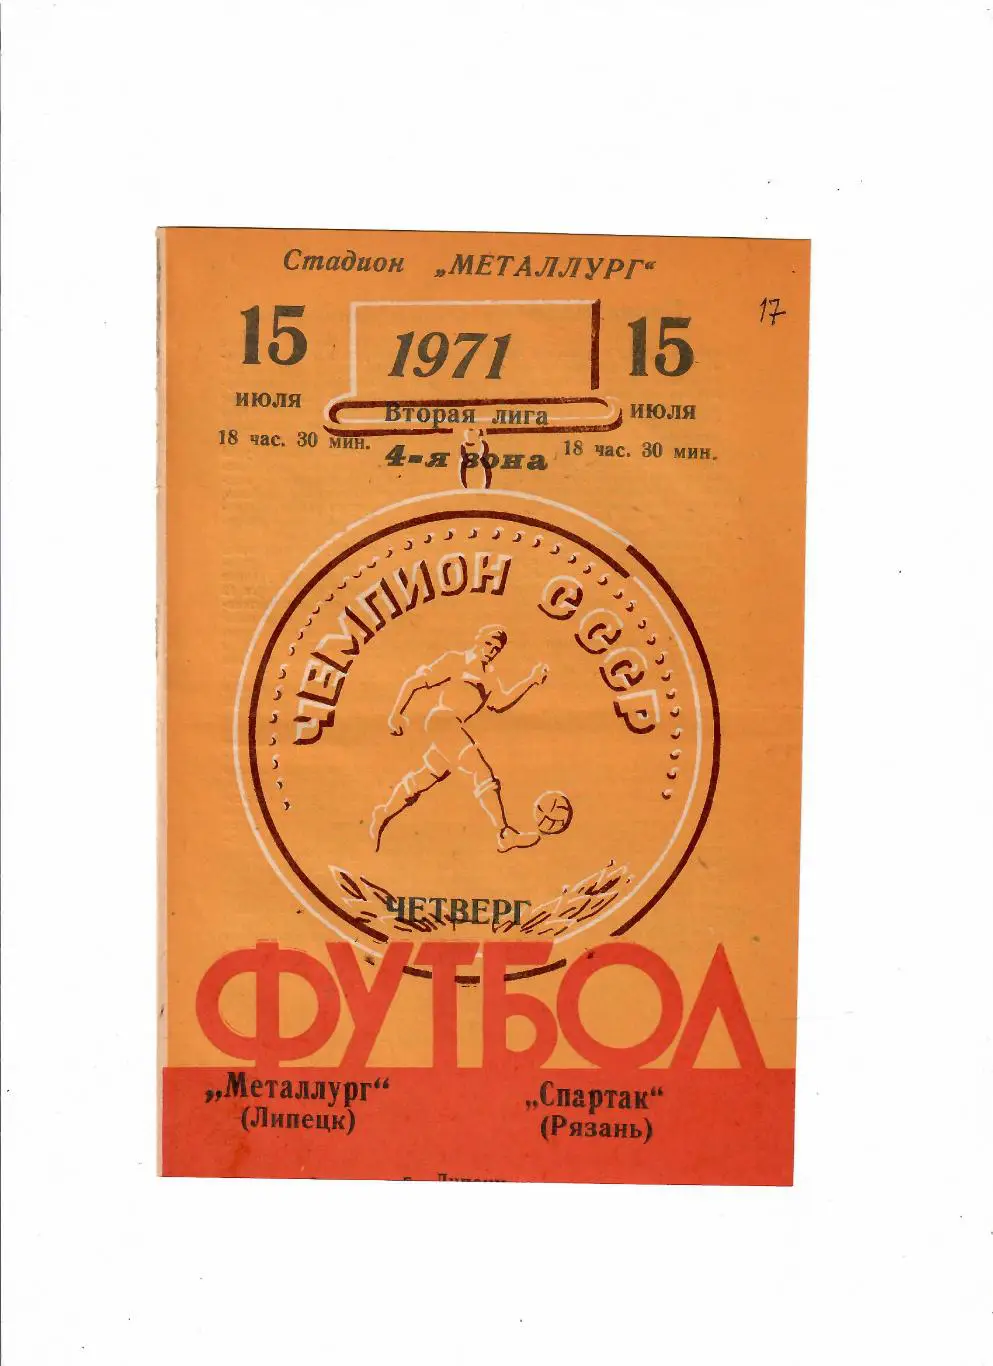 Стадион „МЕТАЛЛУРГ“
17
15 1971 15
июля Вторая лига июля
18 час. 30 мин. 4-я зона 18 час. 30 мин.
ЧЕМПИОН СССР
ЧЕТВЕРГ
ФУТБОЛ
„Металлург“ „Спартак“
(Липецк) (Рязань)